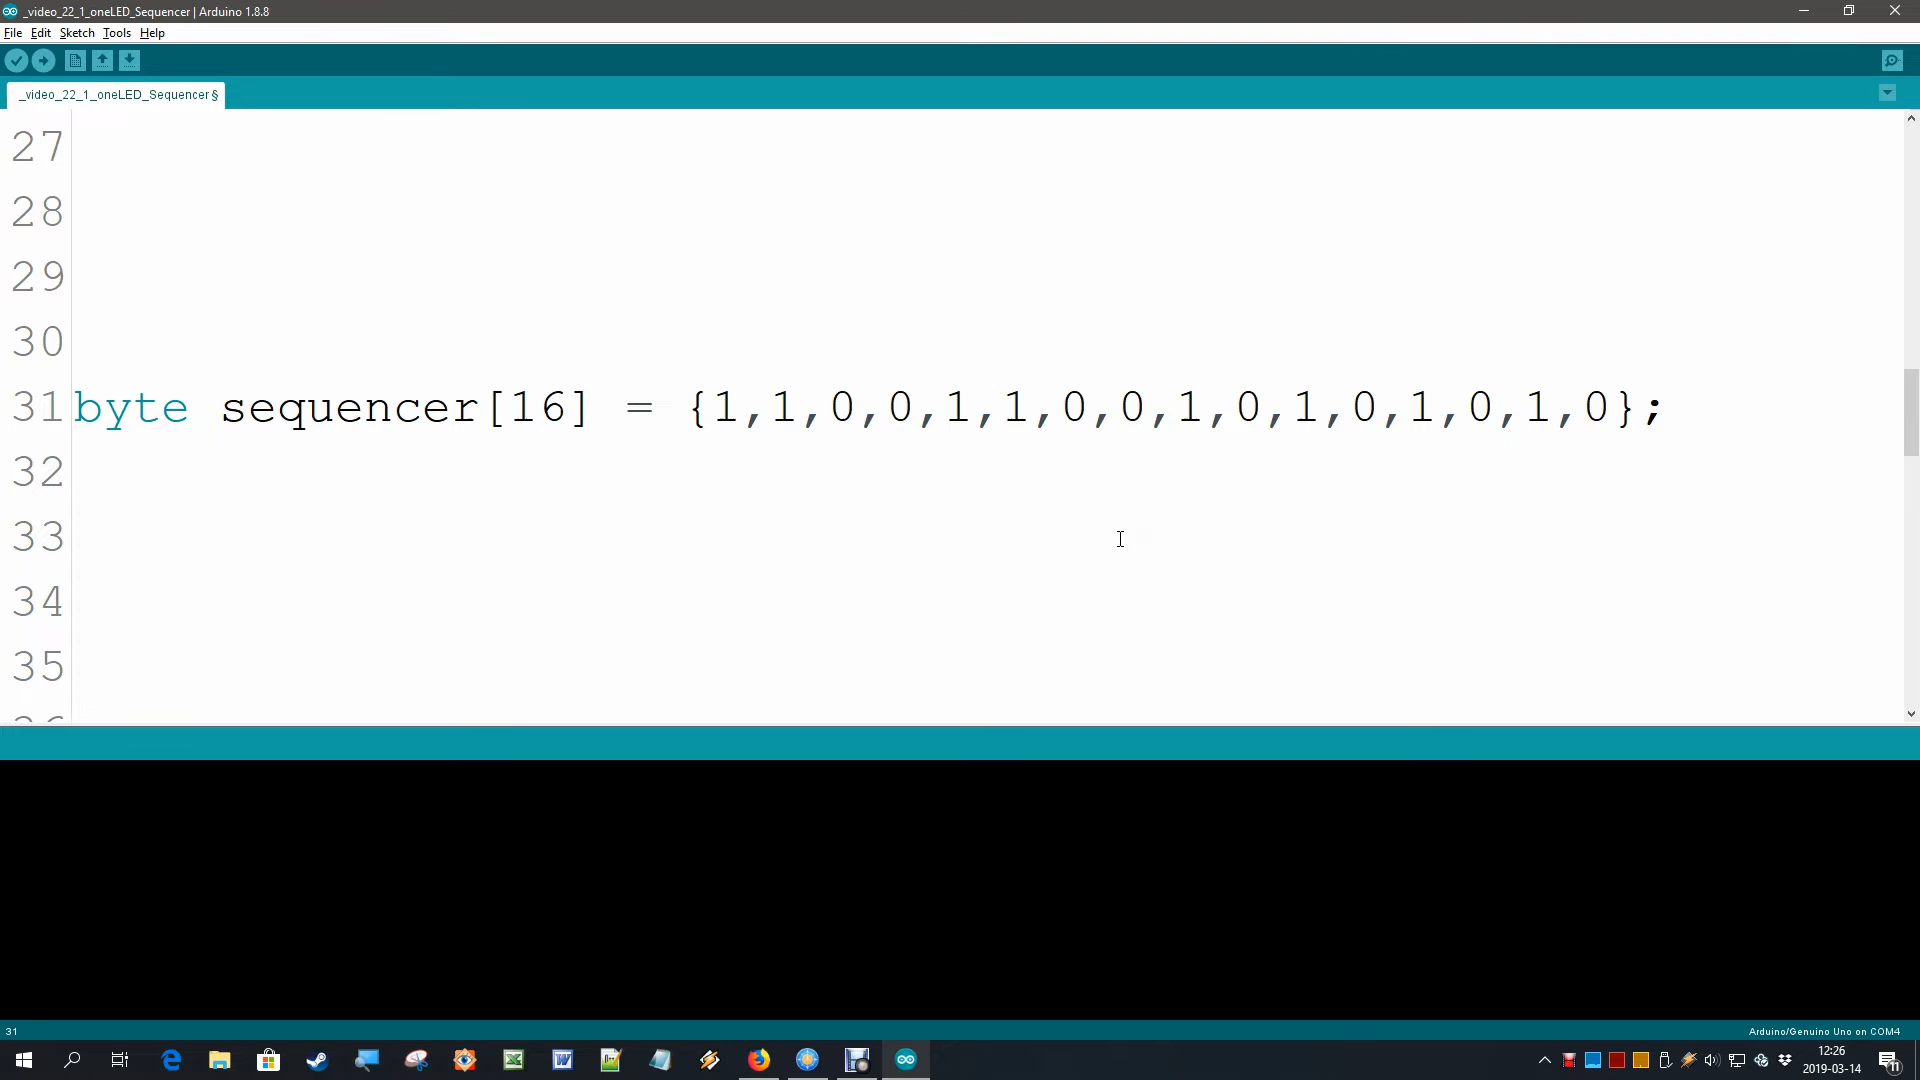 _video_22_1_oneLED_Sequencer | Arduino 1.8.8
File Edit Sketch Tools Help
_video_22_1_oneLED_Sequencer §
27
28
29
30
31 byte sequencer[16] = {1,1,0,0,1,1,0,0,1,0,1,0,1,0,1,0};
32
33
34
35
31
Arduino/Genuino Uno on COM4
12:26
2019-03-14
11